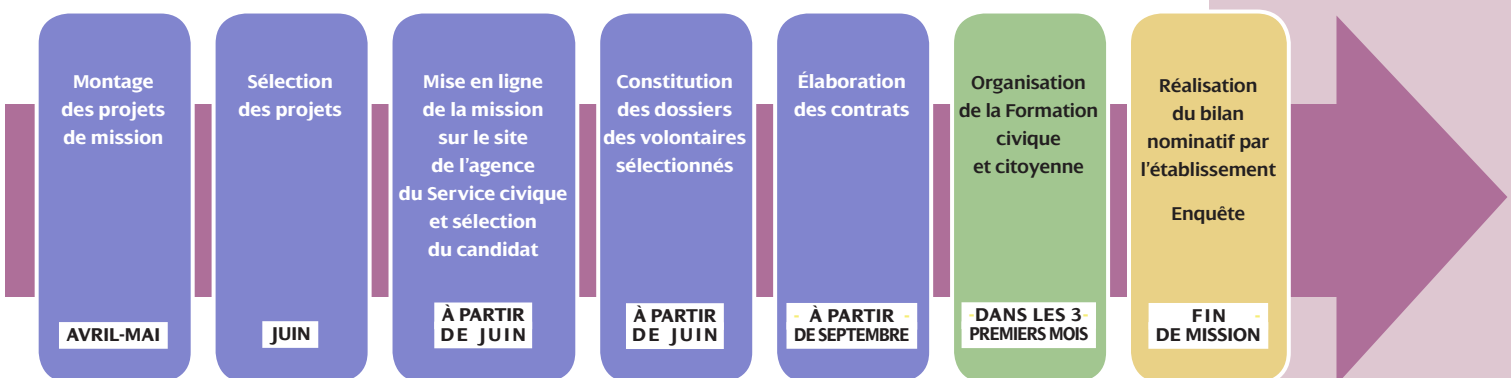 Montage
des projets
de mission
AVRIL-MAI
Sélection
des projets
JUIN
Mise en ligne
de la mission
sur le site
de l'agence
du Service civique
et sélection
du candidat
À PARTIR
DE JUIN
Constitution
des dossiers
des volontaires
sélectionnés
À PARTIR
DE JUIN
Élaboration
des contrats
- À PARTIR -
DE SEPTEMBRE
Organisation
de la Formation
civique
et citoyenne
-DANS LES 3-
PREMIERS MOIS
Réalisation
du bilan
nominatif par
l'établissement
Enquête
- FIN -
DE MISSION